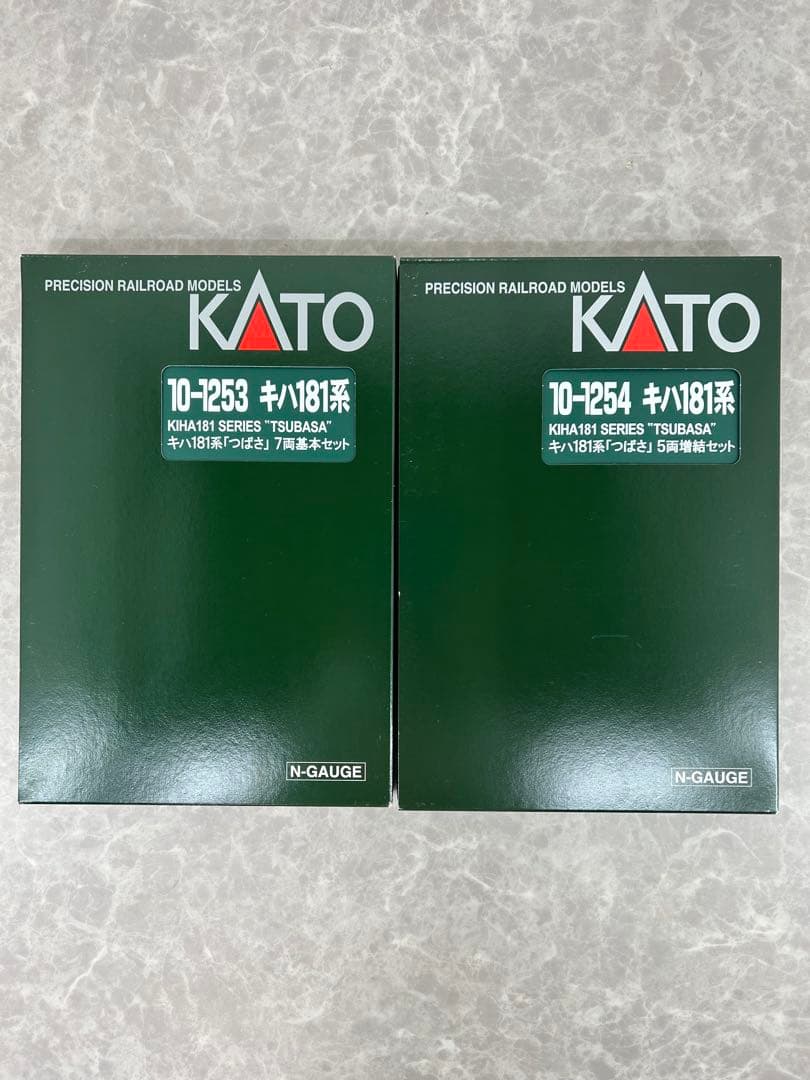 PRECISION RAILROAD MODELS
KATO
10-1253 キハ181系
KIHA181 SERIES "TSUBASA"
キハ181系「つばさ」7両基本セット
N-GAUGE
PRECISION RAILROAD MODELS
KATO
10-1254 キハ181系
KIHA181 SERIES "TSUBASA"
キハ181系「つばさ」5両増結セット
N-GAUGE